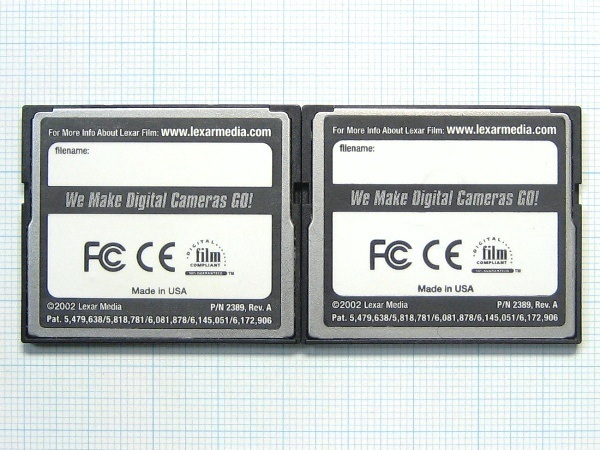 For More Info About Lexar Film: www.lexarmedia.com
filename:
We Make Digital Cameras GO!
FC CE DIGITAL film COMPLIANT TM
Made in USA
©2002 Lexar Media P/N 2389, Rev. A
Pat. 5,479,638/5,818,781/6,081,878/6,145,051/6,172,906
For More Info About Lexar Film: www.lexarmedia.com
filename:
We Make Digital Cameras GO!
FC CE DIGITAL film COMPLIANT TM
Made in USA
©2002 Lexar Media P/N 2389, Rev. A
Pat. 5,479,638/5,818,781/6,081,878/6,145,051/6,172,906